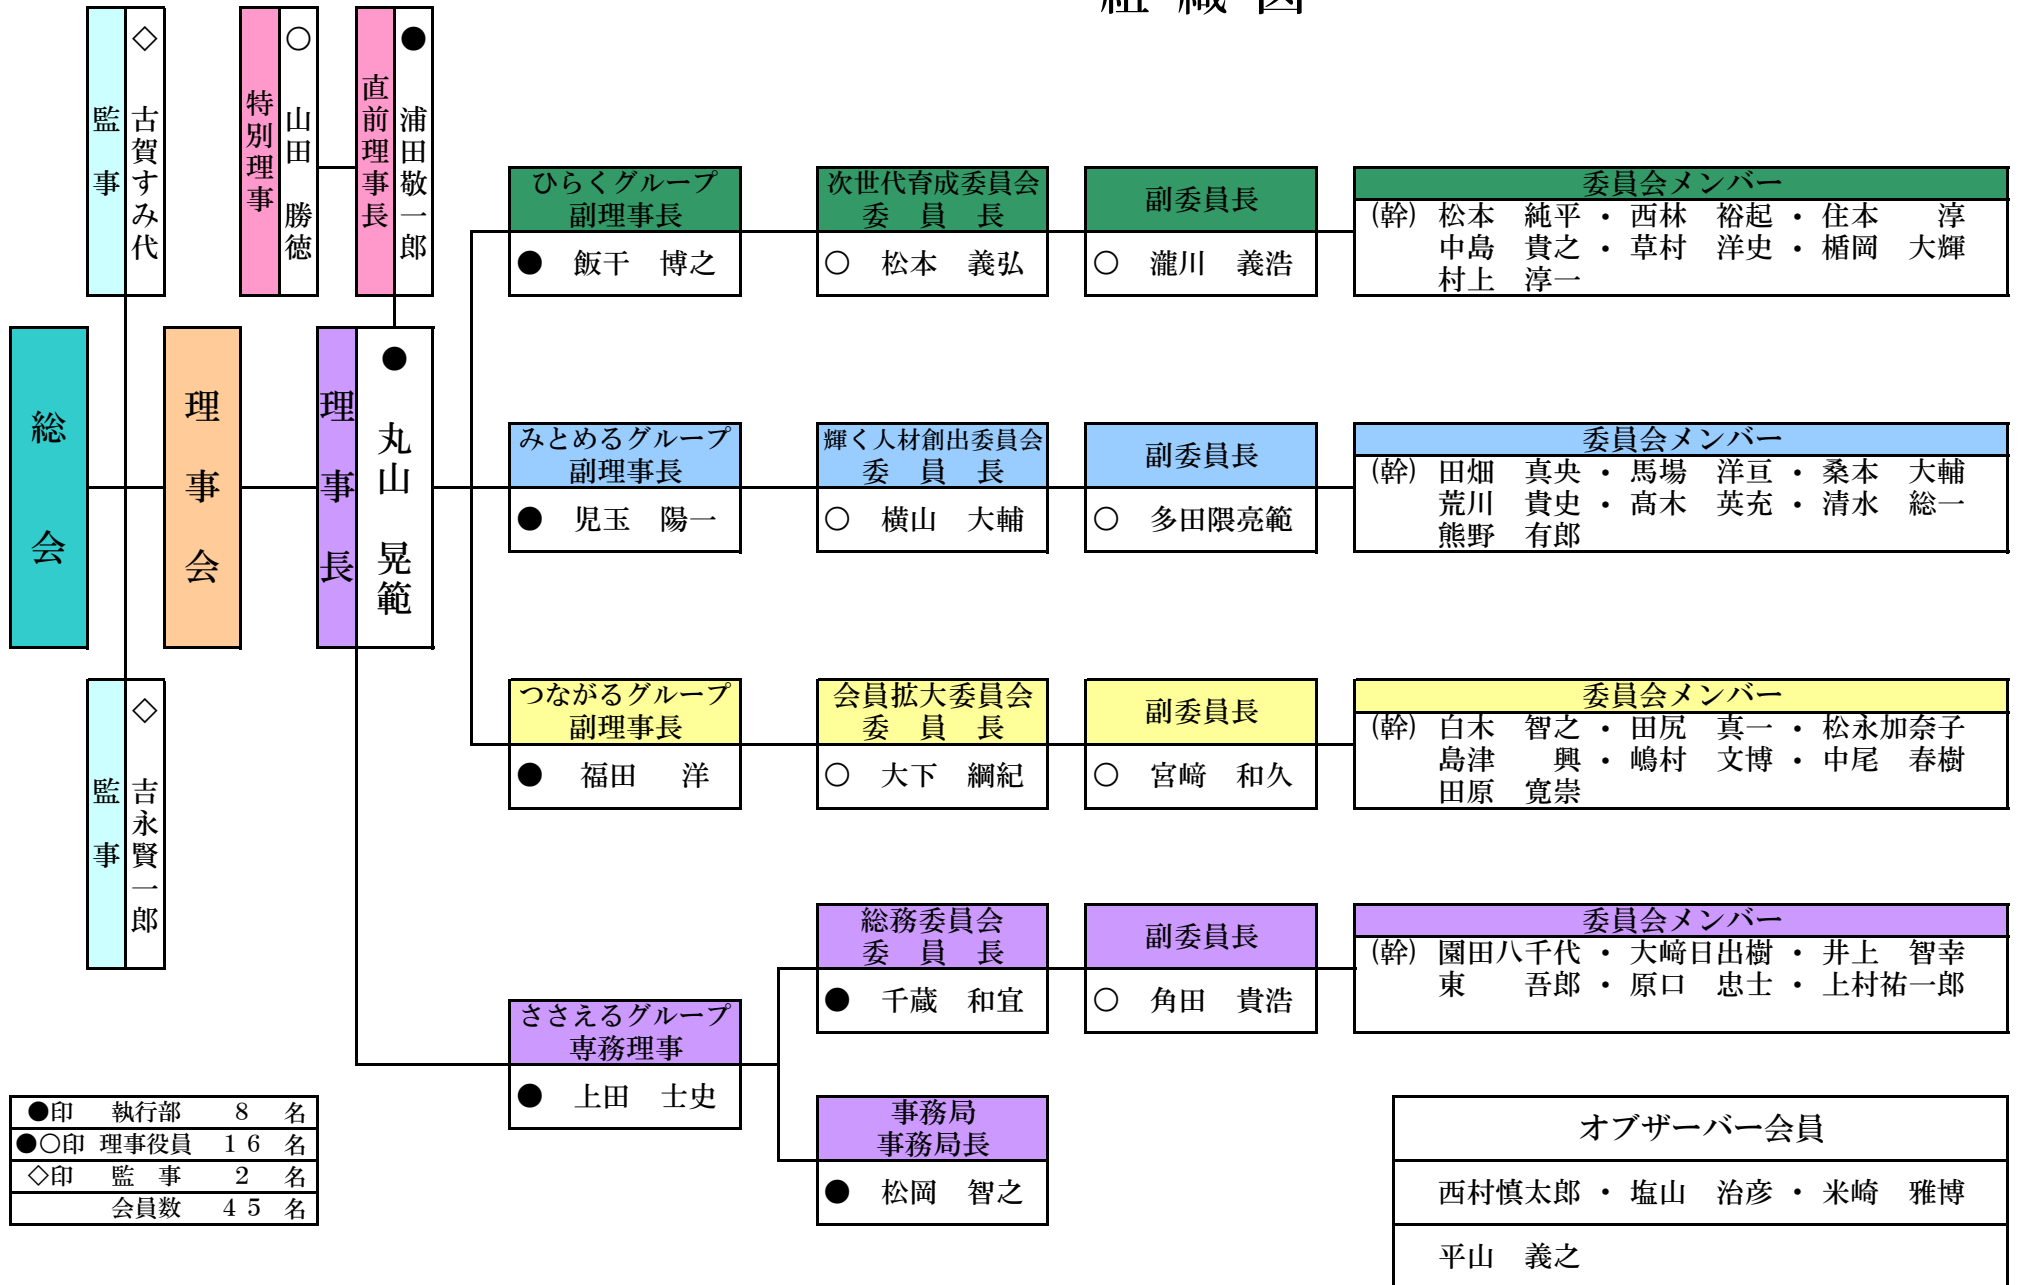 組 織 図
監 事
◇ 古賀すみ代
特別理事
○ 山田 勝徳
直前理事長
● 浦田敬一郎
総 会
理 事 会
理 事 長
● 丸山 晃範
監 事
◇ 吉永賢一郎
ひらくグループ
副理事長
● 飯干 博之
次世代育成委員会
委 員 長
○ 松本 義弘
副委員長
○ 瀧川 義浩
委員会メンバー
(幹) 松本 純平 ・ 西林 裕起 ・ 住本 淳
中島 貴之 ・ 草村 洋史 ・ 楯岡 大輝
村上 淳一
みとめるグループ
副理事長
● 児玉 陽一
輝く人材創出委員会
委 員 長
○ 横山 大輔
副委員長
○ 多田隈亮範
委員会メンバー
(幹) 田畑 真央 ・ 馬場 洋亘 ・ 桑本 大輔
荒川 貴史 ・ 髙木 英充 ・ 清水 総一
熊野 有郎
つながるグループ
副理事長
● 福田 洋
会員拡大委員会
委 員 長
○ 大下 綱紀
副委員長
○ 宮﨑 和久
委員会メンバー
(幹) 白木 智之 ・ 田尻 真一 ・ 松永加奈子
島津 興 ・ 嶋村 文博 ・ 中尾 春樹
田原 寛崇
ささえるグループ
専務理事
● 上田 士史
総務委員会
委 員 長
● 千蔵 和宜
副委員長
○ 角田 貴浩
委員会メンバー
(幹) 園田八千代 ・ 大﨑日出樹 ・ 井上 智幸
東 吾郎 ・ 原口 忠士 ・ 上村祐一郎
事務局
事務局長
● 松岡 智之
●印 執行部 8 名
●○印 理事役員 16 名
◇印 監 事 2 名
会員数 45 名
オブザーバー会員
西村慎太郎 ・ 塩山 治彦 ・ 米崎 雅博
平山 義之